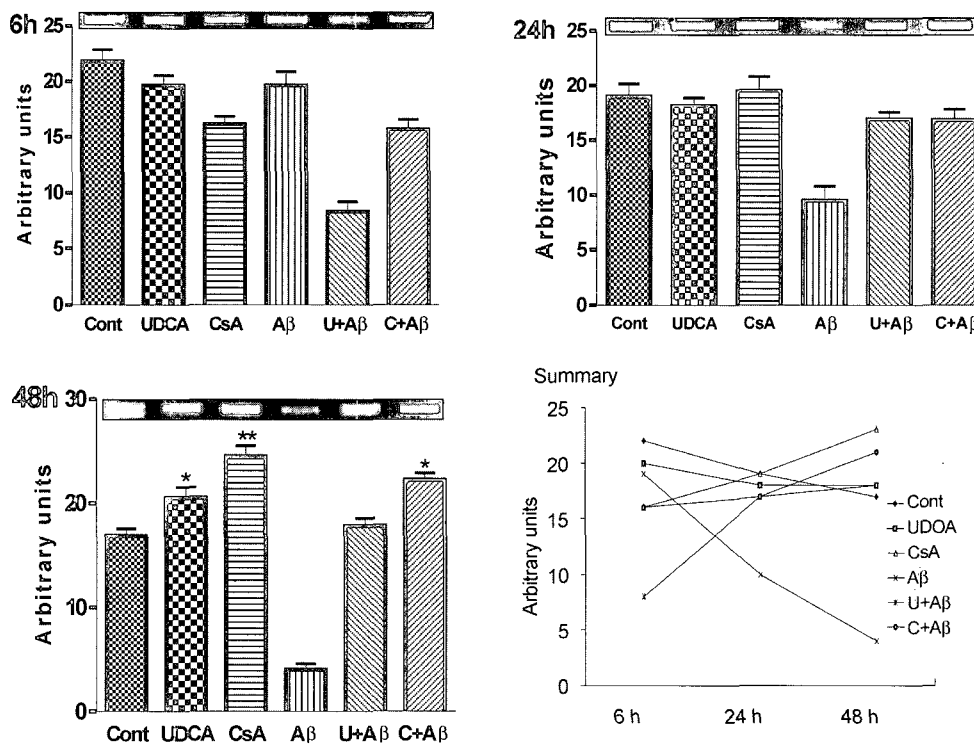 6h
25
20
15
10
5
0
Arbitrary units
Cont UDCA CsA Aβ U+Aβ C+Aβ
24h
25
20
15
10
5
0
Arbitrary units
Cont UDCA CsA Aβ U+Aβ C+Aβ
48h
30
20
10
0
Arbitrary units
* ** *
Cont UDCA CsA Aβ U+Aβ C+Aβ
Summary
25
20
15
10
5
0
Arbitrary units
6 h 24 h 48 h
Cont
UDOA
CsA
Aβ
U+Aβ
C+Aβ